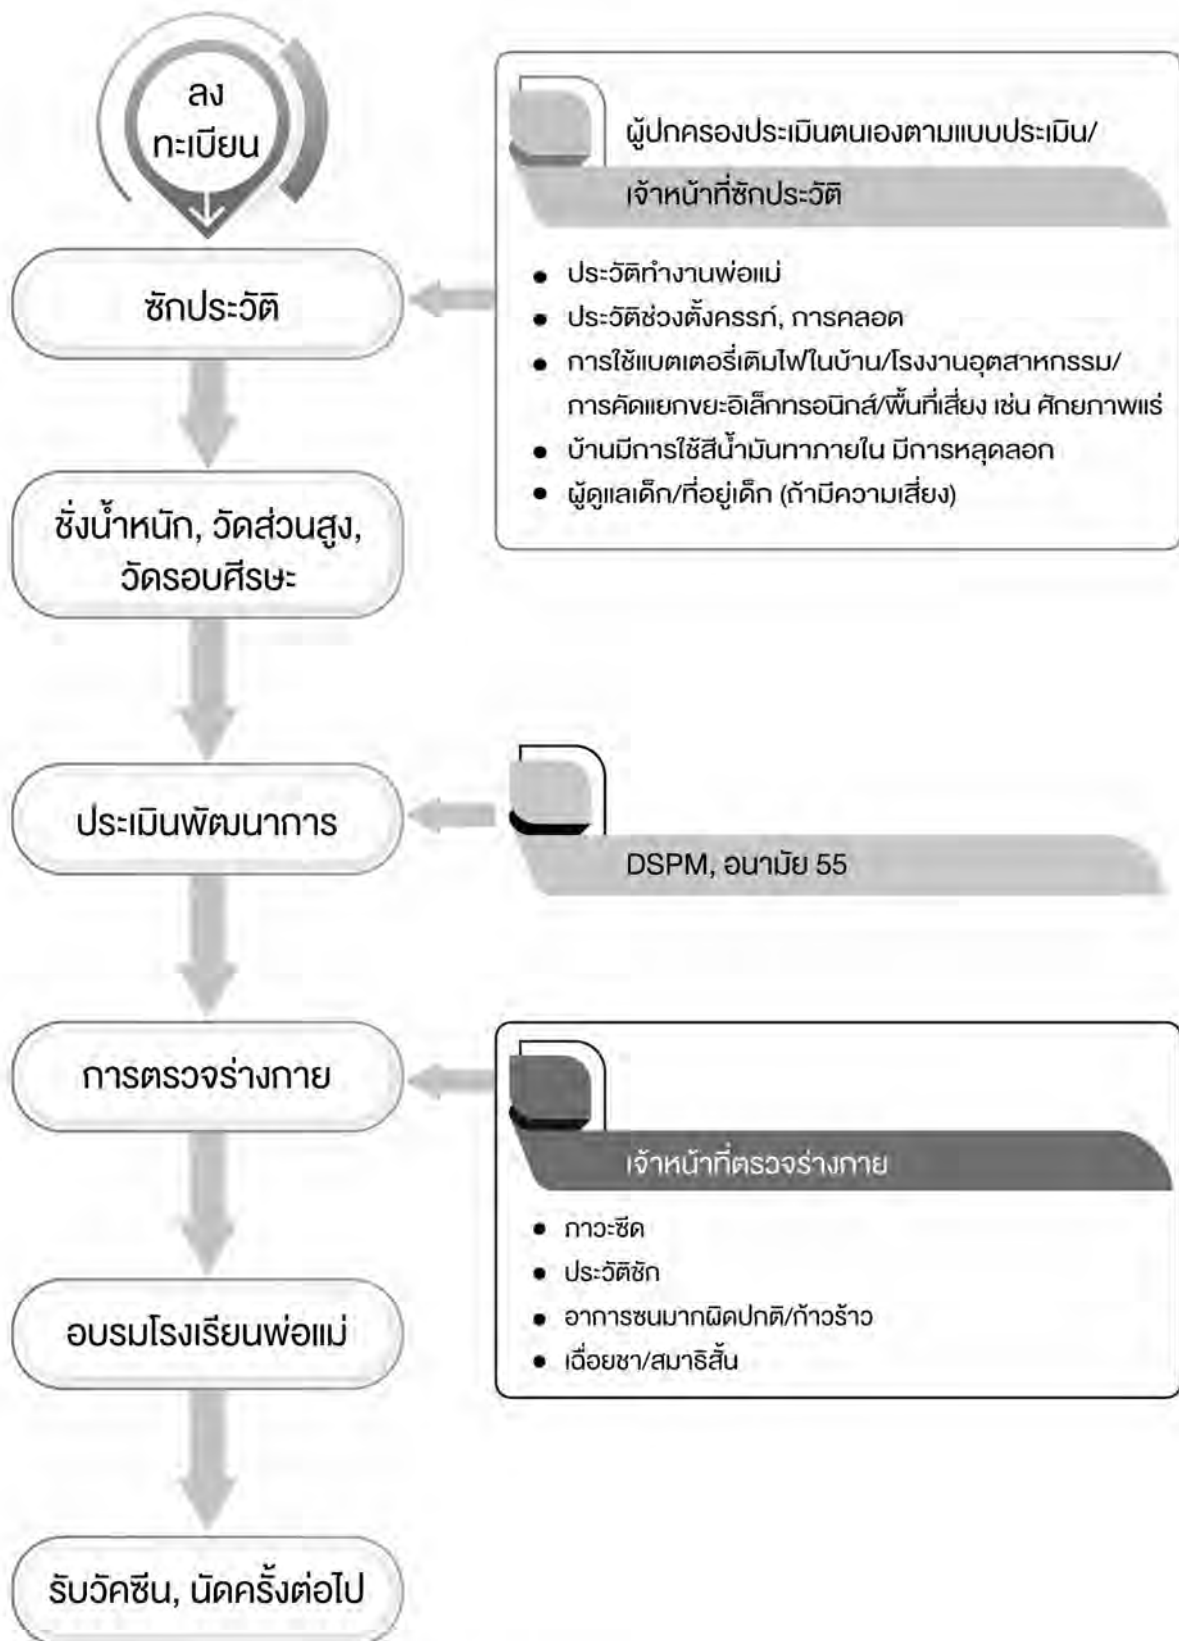 ลง
ทะเบียน
ซักประวัติ
ผู้ปกครองประเมินตนเองตามแบบประเมิน/
เจ้าหน้าที่ซักประวัติ
● ประวัติทำงานพ่อแม่
● ประวัติช่วงตั้งครรภ์, การคลอด
● การใช้แบตเตอรี่เติมไฟในบ้าน/โรงงานอุตสาหกรรม/
การคัดแยกขยะอิเล็กทรอนิกส์/พื้นที่เสี่ยง เช่น ศักยภาพแร่
● บ้านมีการใช้สีน้ำมันทาภายใน มีการหลุดลอก
● ผู้ดูแลเด็ก/ที่อยู่เด็ก (ถ้ามีความเสี่ยง)
ชั่งน้ำหนัก, วัดส่วนสูง,
วัดรอบศีรษะ
ประเมินพัฒนาการ
DSPM, อนามัย 55
การตรวจร่างกาย
เจ้าหน้าที่ตรวจร่างกาย
● ภาวะซีด
● ประวัติชัก
● อาการซนมากผิดปกติ/ก้าวร้าว
● เฉื่อยชา/สมาธิสั้น
อบรมโรงเรียนพ่อแม่
รับวัคซีน, นัดครั้งต่อไป